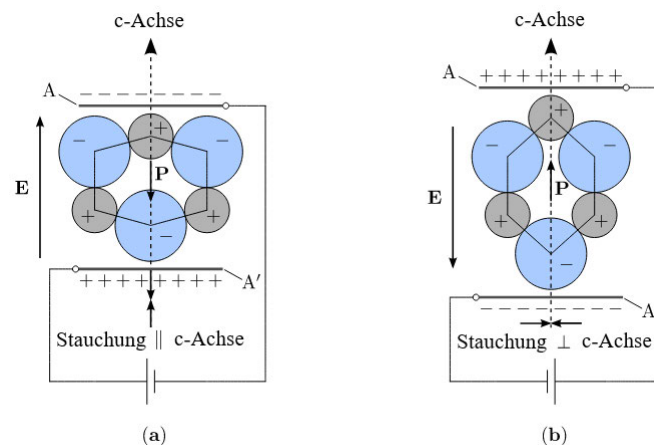 c-Achse
A
− − − − − − − −
−
+
−
E
P
+
−
+
A'
+ + + + + + + +
Stauchung ∥ c-Achse
(a)
c-Achse
A
+ + + + + + + +
+
−
−
E
P
+
+
−
A
− − − − − − − −
Stauchung ⊥ c-Achse
(b)